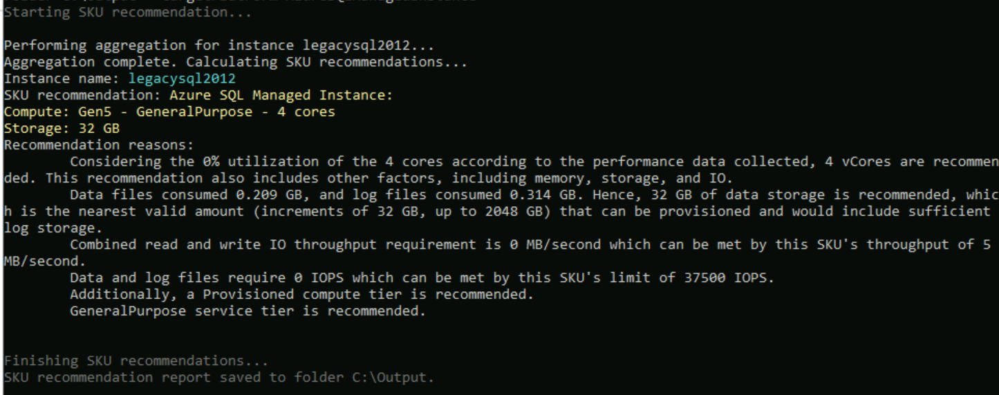 Starting SKU recommendation...
Performing aggregation for instance legacysql2012...
Aggregation complete. Calculating SKU recommendations...
Instance name: legacysql2012
SKU recommendation: Azure SQL Managed Instance:
Compute: Gen5 - GeneralPurpose - 4 cores
Storage: 32 GB
Recommendation reasons:
Considering the 0% utilization of the 4 cores according to the performance data collected, 4 vCores are recommen
ded. This recommendation also includes other factors, including memory, storage, and IO.
Data files consumed 0.209 GB, and log files consumed 0.314 GB. Hence, 32 GB of data storage is recommended, whic
h is the nearest valid amount (increments of 32 GB, up to 2048 GB) that can be provisioned and would include sufficient
log storage.
Combined read and write IO throughput requirement is 0 MB/second which can be met by this SKU's throughput of 5
MB/second.
Data and log files require 0 IOPS which can be met by this SKU's limit of 37500 IOPS.
Additionally, a Provisioned compute tier is recommended.
GeneralPurpose service tier is recommended.
Finishing SKU recommendations...
SKU recommendation report saved to folder C:\Output.